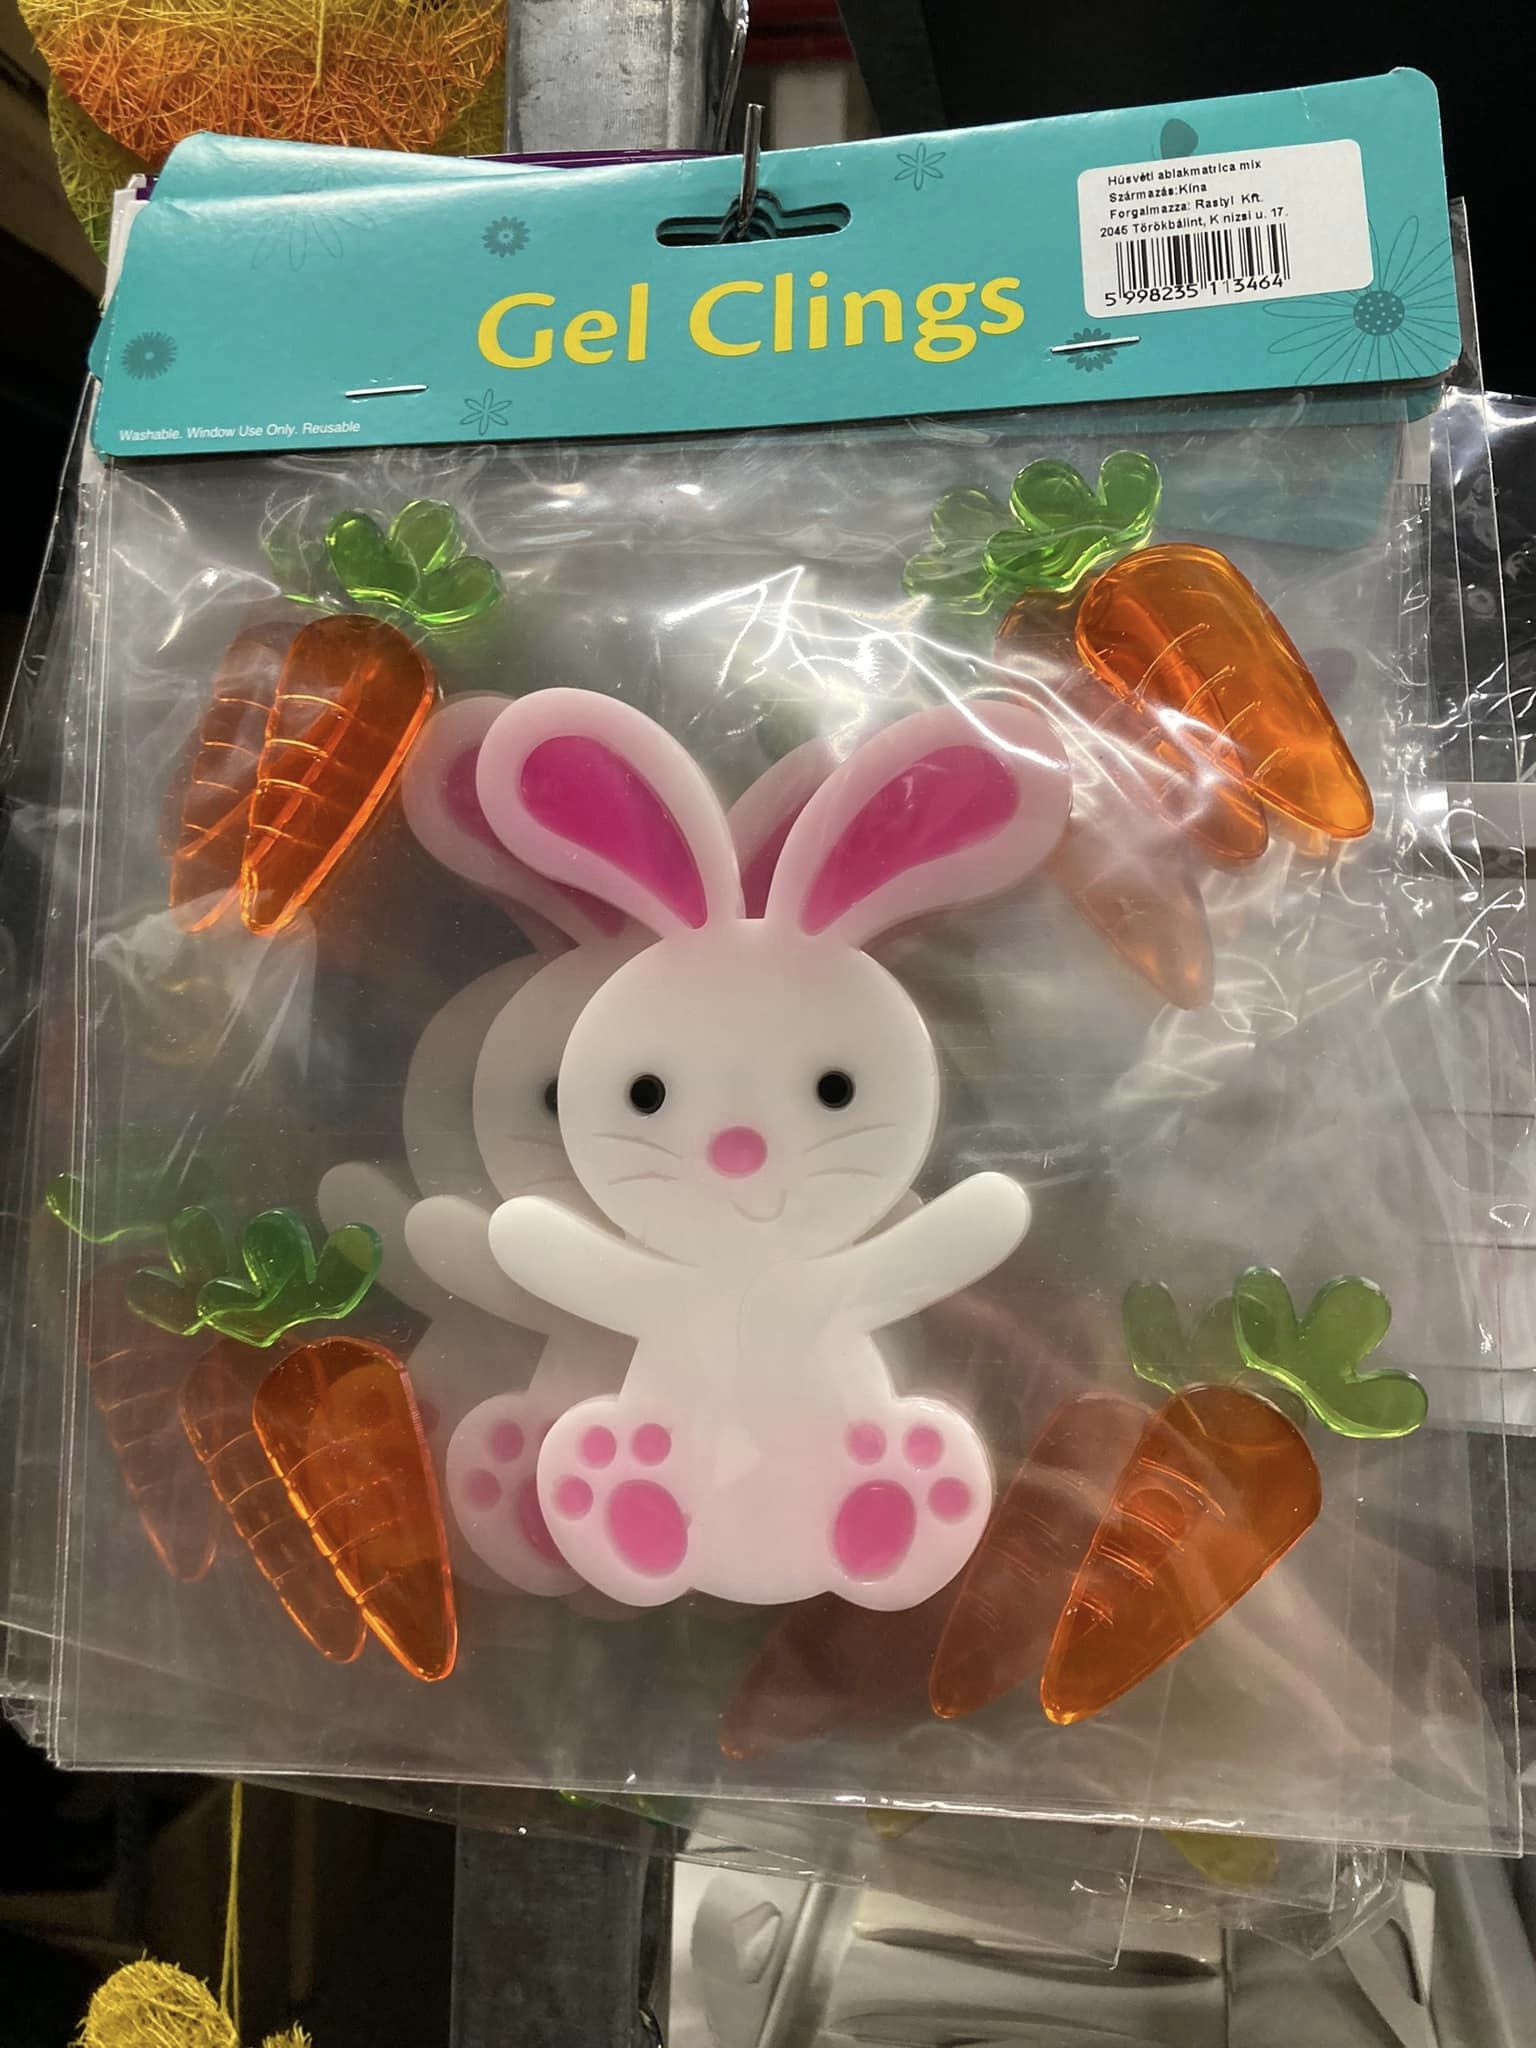 Húsvéti ablakmatrica mix
Származás:Kína
Forgalmazza: Rastyl Kft.
2045 Törökbálint, Knizsi u. 17.
5 998235 113464
Gel Clings
Washable. Window Use Only. Reusable